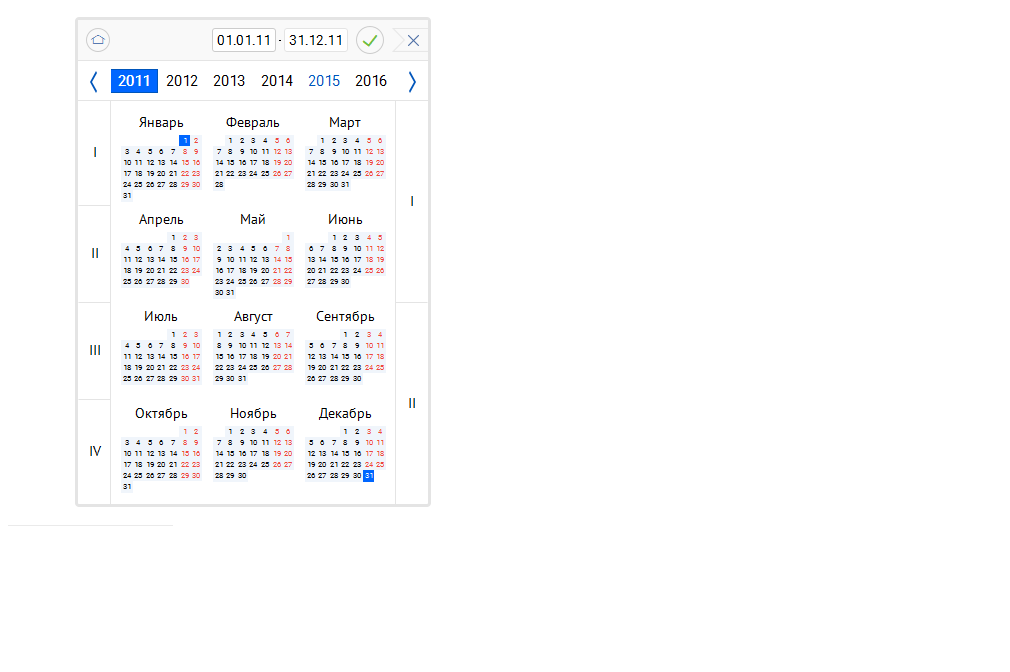 01.01.11 - 31.12.11
2011 2012 2013 2014 2015 2016
Январь Февраль Март
1 2 1 2 3 4 5 6 1 2 3 4 5 6
3 4 5 6 7 8 9 7 8 9 10 11 12 13 7 8 9 10 11 12 13
I 10 11 12 13 14 15 16 14 15 16 17 18 19 20 14 15 16 17 18 19 20
17 18 19 20 21 22 23 21 22 23 24 25 26 27 21 22 23 24 25 26 27
24 25 26 27 28 29 30 28 28 29 30 31
31
I
Апрель Май Июнь
1 2 3 1 1 2 3 4 5
4 5 6 7 8 9 10 2 3 4 5 6 7 8 6 7 8 9 10 11 12
II 11 12 13 14 15 16 17 9 10 11 12 13 14 15 13 14 15 16 17 18 19
18 19 20 21 22 23 24 16 17 18 19 20 21 22 20 21 22 23 24 25 26
25 26 27 28 29 30 23 24 25 26 27 28 29 27 28 29 30
30 31
Июль Август Сентябрь
1 2 3 1 2 3 4 5 6 7 1 2 3 4
4 5 6 7 8 9 10 8 9 10 11 12 13 14 5 6 7 8 9 10 11
III 11 12 13 14 15 16 17 15 16 17 18 19 20 21 12 13 14 15 16 17 18
18 19 20 21 22 23 24 22 23 24 25 26 27 28 19 20 21 22 23 24 25
25 26 27 28 29 30 31 29 30 31 26 27 28 29 30
II
Октябрь Ноябрь Декабрь
1 2 1 2 3 4 5 6 1 2 3 4
3 4 5 6 7 8 9 7 8 9 10 11 12 13 5 6 7 8 9 10 11
IV 10 11 12 13 14 15 16 14 15 16 17 18 19 20 12 13 14 15 16 17 18
17 18 19 20 21 22 23 21 22 23 24 25 26 27 19 20 21 22 23 24 25
24 25 26 27 28 29 30 28 29 30 26 27 28 29 30 31
31